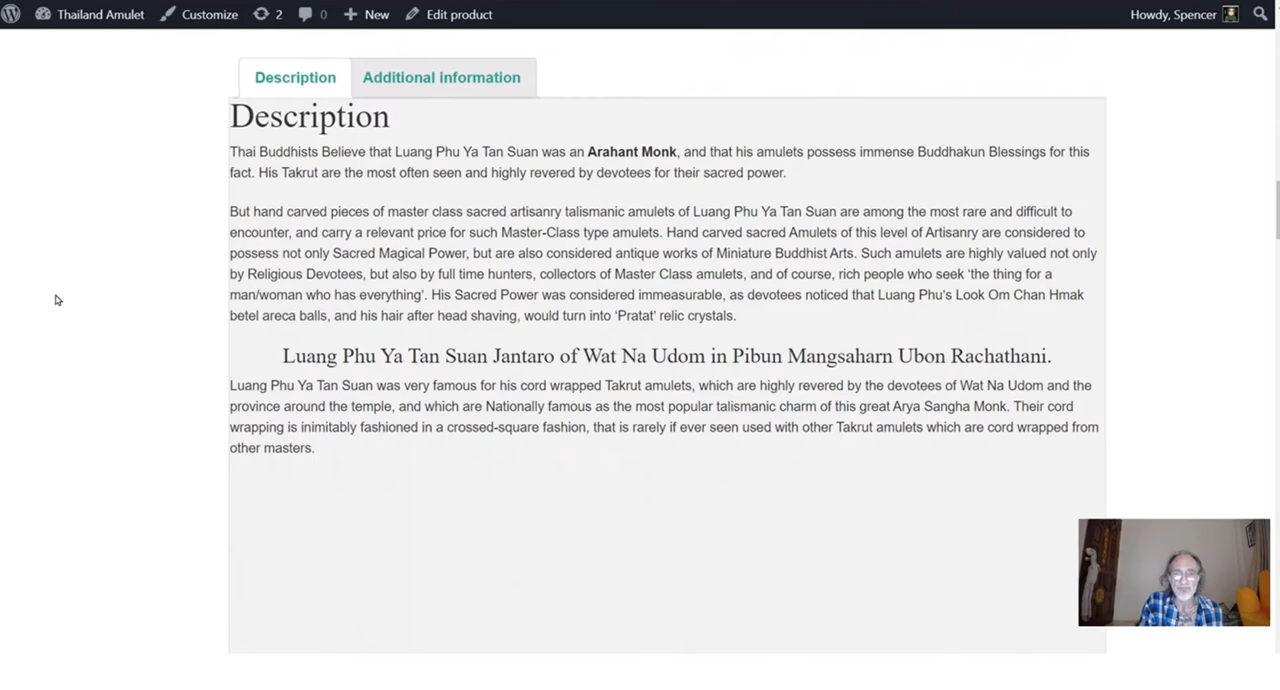 Thailand Amulet Customize 2 0 New Edit product Howdy, Spencer
Description Additional information
Description
Thai Buddhists Believe that Luang Phu Ya Tan Suan was an Arahant Monk, and that his amulets possess immense Buddhakun Blessings for this
fact. His Takrut are the most often seen and highly revered by devotees for their sacred power.
But hand carved pieces of master class sacred artisanry talismanic amulets of Luang Phu Ya Tan Suan are among the most rare and difficult to
encounter, and carry a relevant price for such Master-Class type amulets. Hand carved sacred Amulets of this level of Artisanry are considered to
possess not only Sacred Magical Power, but are also considered antique works of Miniature Buddhist Arts. Such amulets are highly valued not only
by Religious Devotees, but also by full time hunters, collectors of Master Class amulets, and of course, rich people who seek ‘the thing for a
man/woman who has everything’. His Sacred Power was considered immeasurable, as devotees noticed that Luang Phu’s Look Om Chan Hmak
betel areca balls, and his hair after head shaving, would turn into ‘Pratat’ relic crystals.
Luang Phu Ya Tan Suan Jantaro of Wat Na Udom in Pibun Mangsaharn Ubon Rachathani.
Luang Phu Ya Tan Suan was very famous for his cord wrapped Takrut amulets, which are highly revered by the devotees of Wat Na Udom and the
province around the temple, and which are Nationally famous as the most popular talismanic charm of this great Arya Sangha Monk. Their cord
wrapping is inimitably fashioned in a crossed-square fashion, that is rarely if ever seen used with other Takrut amulets which are cord wrapped from
other masters.